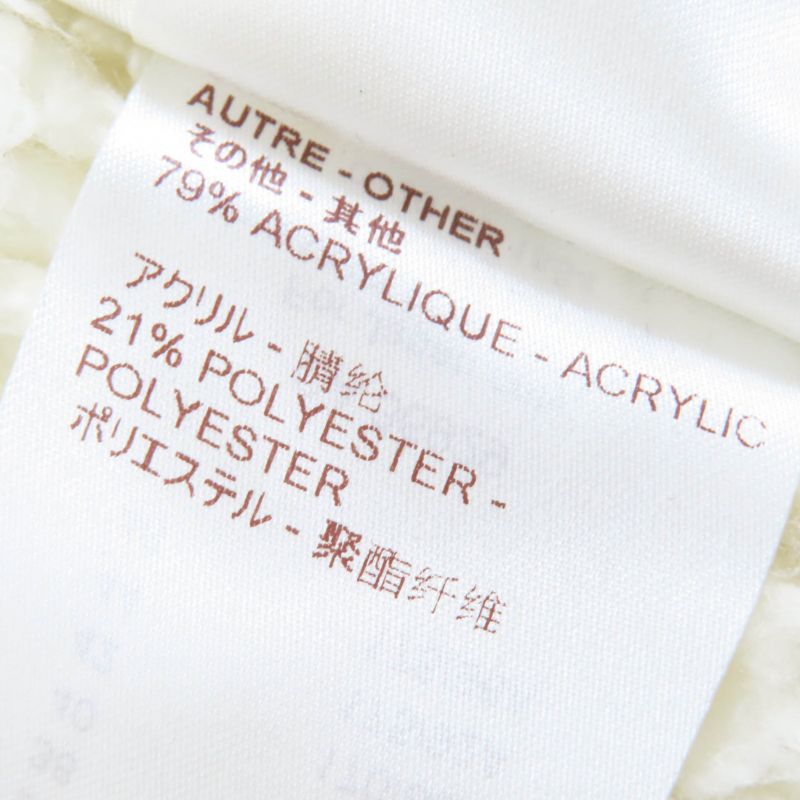 AUTRE - OTHER
その他 - 其他
79% ACRYLIQUE - ACRYLIC
アクリル - 腈纶
21% POLYESTER -
POLYESTER
ポリエステル - 聚酯纤维